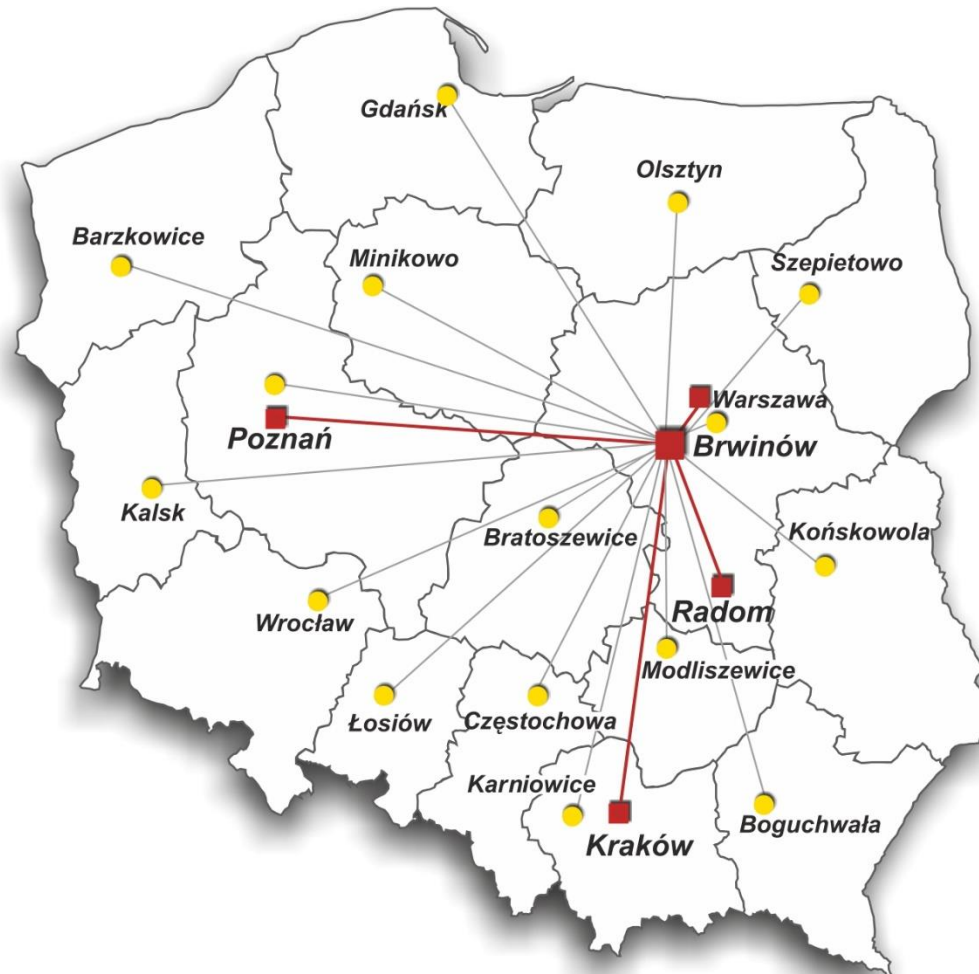 Gdańsk
Olsztyn
Barzkowice
Minikowo
Szepietowo
Warszawa
Poznań
Brwinów
Kalsk
Bratoszewice
Końskowola
Wrocław
Radom
Modliszewice
Łosiów
Częstochowa
Karniowice
Kraków
Boguchwała